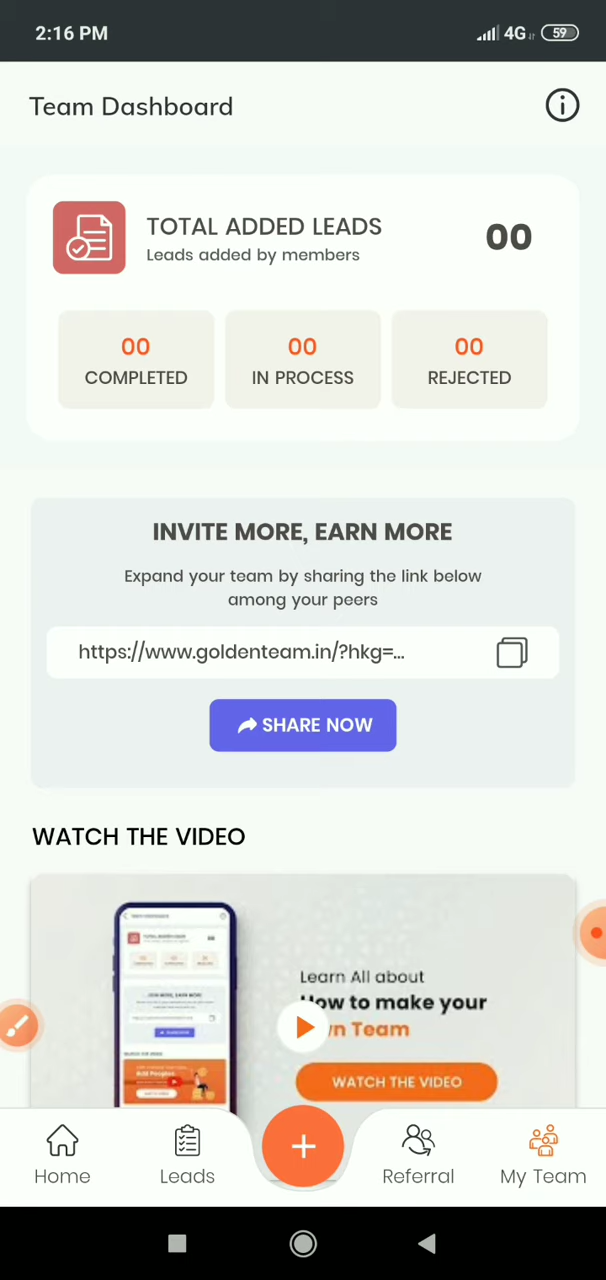 2:16 PM
4G 59
Team Dashboard
TOTAL ADDED LEADS
Leads added by members
00
00
COMPLETED
00
IN PROCESS
00
REJECTED
INVITE MORE, EARN MORE
Expand your team by sharing the link below
among your peers
https://www.goldenteam.in/?hkg=...
SHARE NOW
WATCH THE VIDEO
Learn All about
How to make your
Team
WATCH THE VIDEO
Home
Leads
+
Referral
My Team